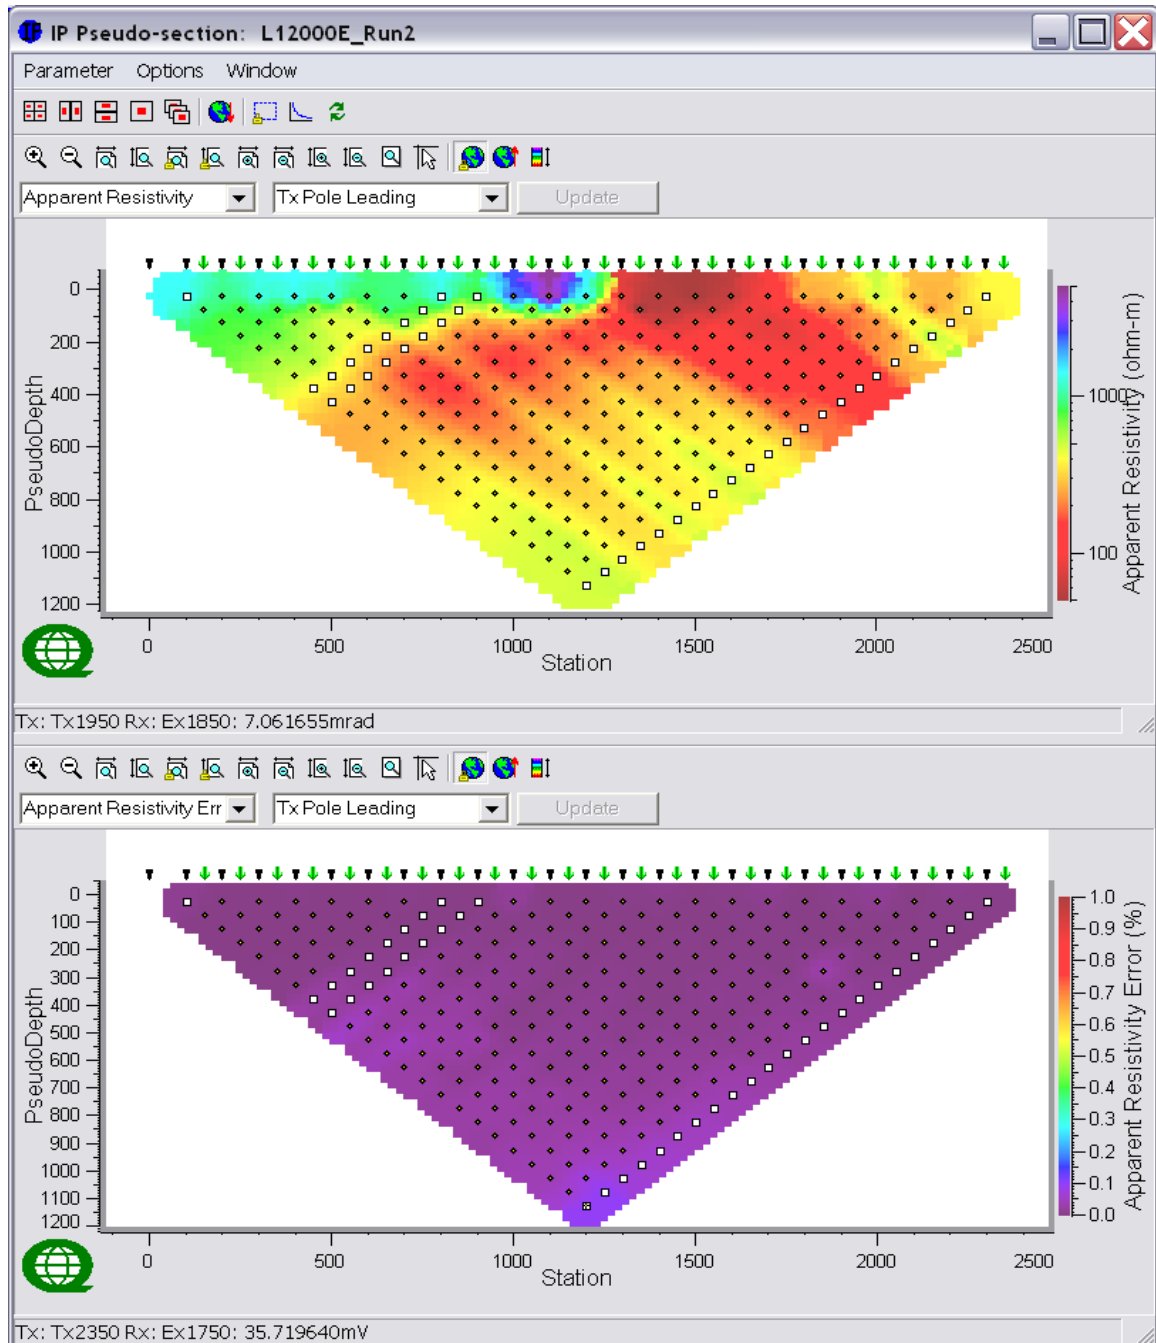 IP Pseudo-section: L12000E_Run2
Parameter Options Window
Apparent Resistivity Tx Pole Leading Update
0
200
400
600
800
1000
1200
PseudoDepth
0 500 1000 1500 2000 2500
Station
1000
100
Apparent Resistivity (ohm-m)
Tx: Tx1950 Rx: Ex1850: 7.061655mrad
Apparent Resistivity Err Tx Pole Leading Update
0
100
200
300
400
500
600
700
800
900
1000
1100
1200
PseudoDepth
0 500 1000 1500 2000 2500
Station
1.0
0.9
0.8
0.7
0.6
0.5
0.4
0.3
0.2
0.1
0.0
Apparent Resistivity Error (%)
Tx: Tx2350 Rx: Ex1750: 35.719640mV